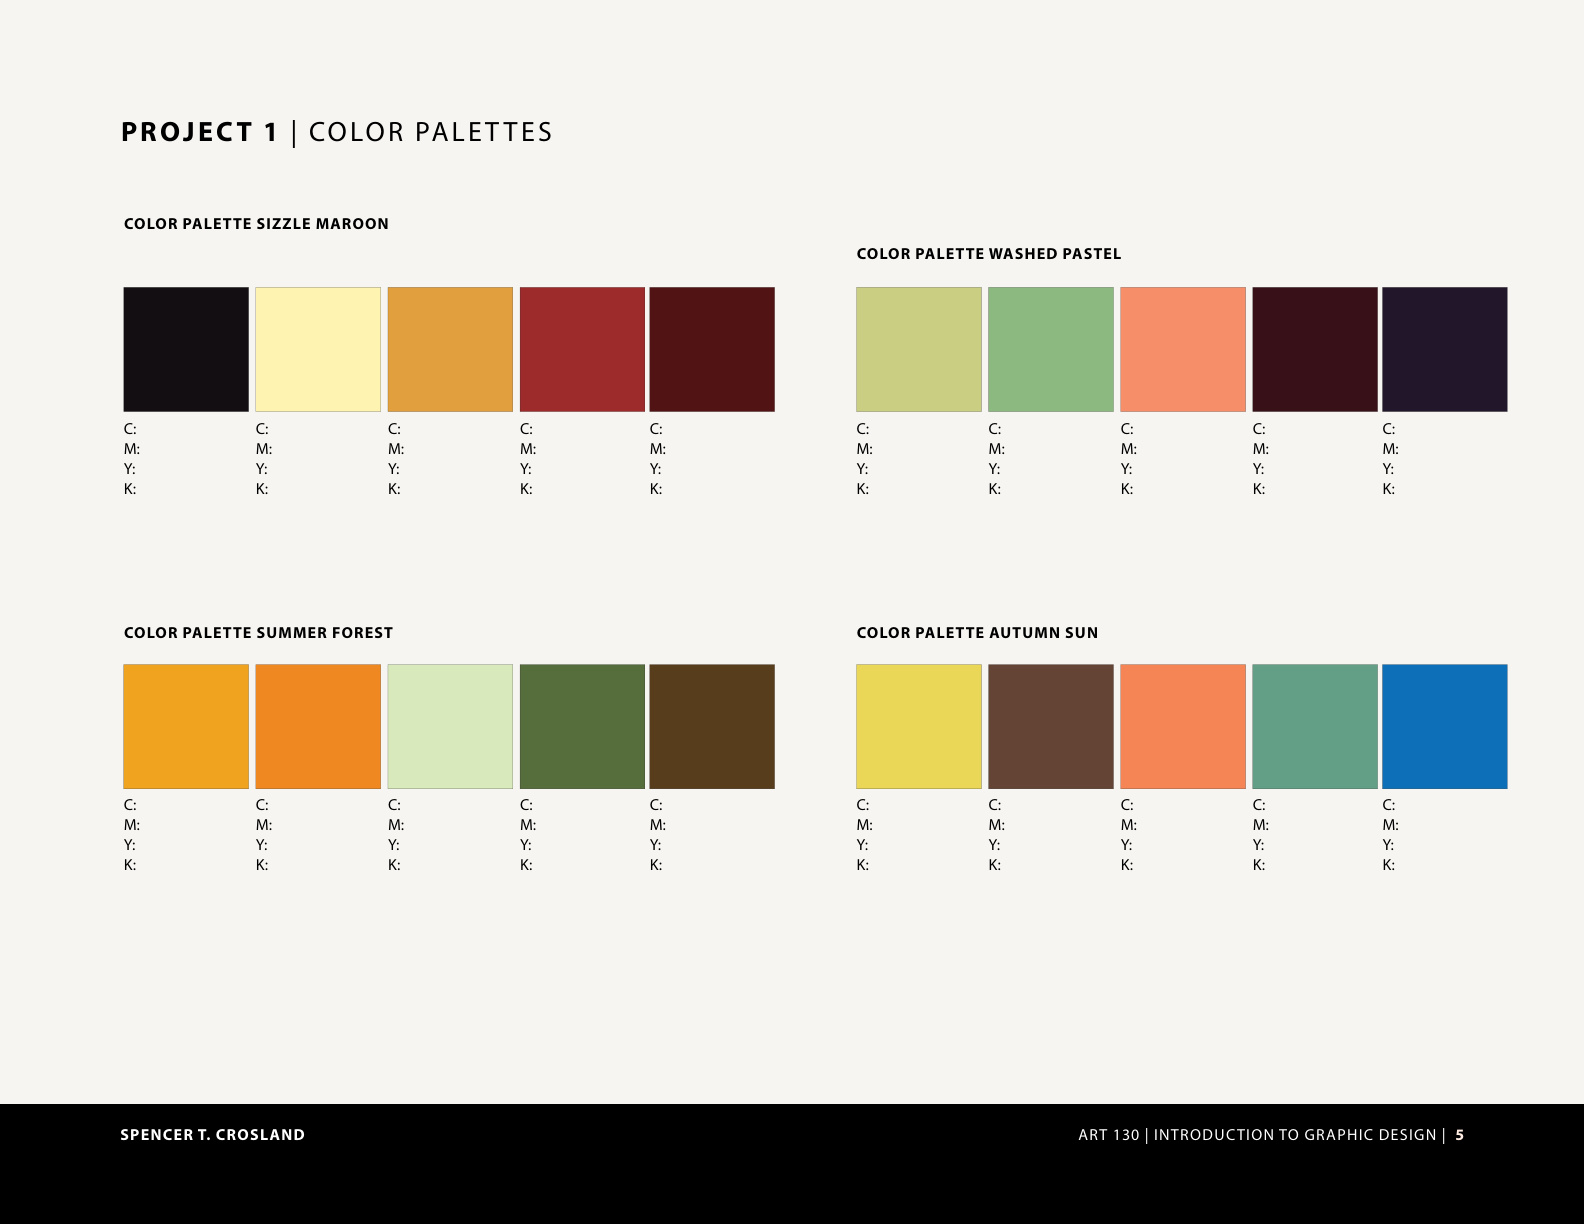 PROJECT 1 | COLOR PALETTES
COLOR PALETTE SIZZLE MAROON
C: C: C: C: C:
M: M: M: M: M:
Y: Y: Y: Y: Y:
K: K: K: K: K:
COLOR PALETTE WASHED PASTEL
C: C: C: C: C:
M: M: M: M: M:
Y: Y: Y: Y: Y:
K: K: K: K: K:
COLOR PALETTE SUMMER FOREST
C: C: C: C: C:
M: M: M: M: M:
Y: Y: Y: Y: Y:
K: K: K: K: K:
COLOR PALETTE AUTUMN SUN
C: C: C: C: C:
M: M: M: M: M:
Y: Y: Y: Y: Y:
K: K: K: K: K:
SPENCER T. CROSLAND
ART 130 | INTRODUCTION TO GRAPHIC DESIGN | 5